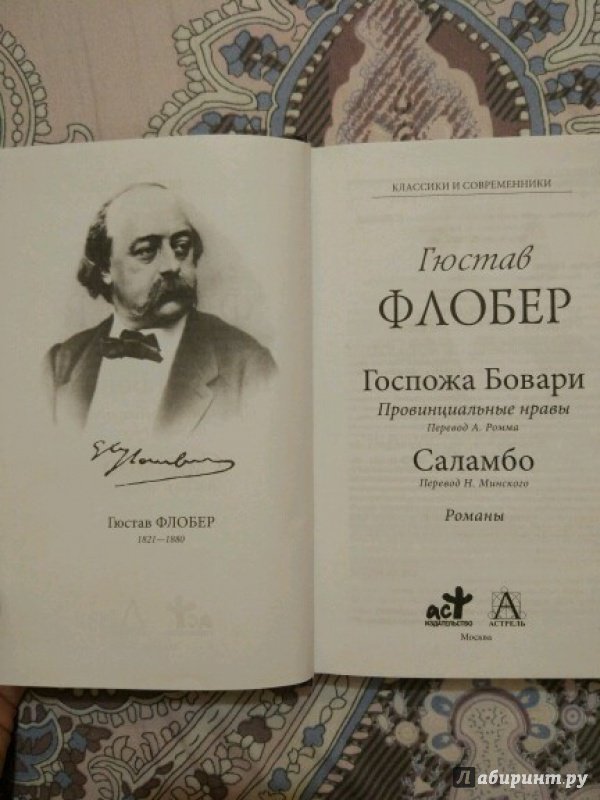 Гюстав ФЛОБЕР
1821—1880
КЛАССИКИ И СОВРЕМЕННИКИ
Гюстав
ФЛОБЕР
Госпожа Бовари
Провинциальные нравы
Перевод А. Ромма
Саламбо
Перевод Н. Минского
Романы
аст
ИЗДАТЕЛЬСТВО
А
АСТРЕЛЬ
Москва
Лабиринт.ру